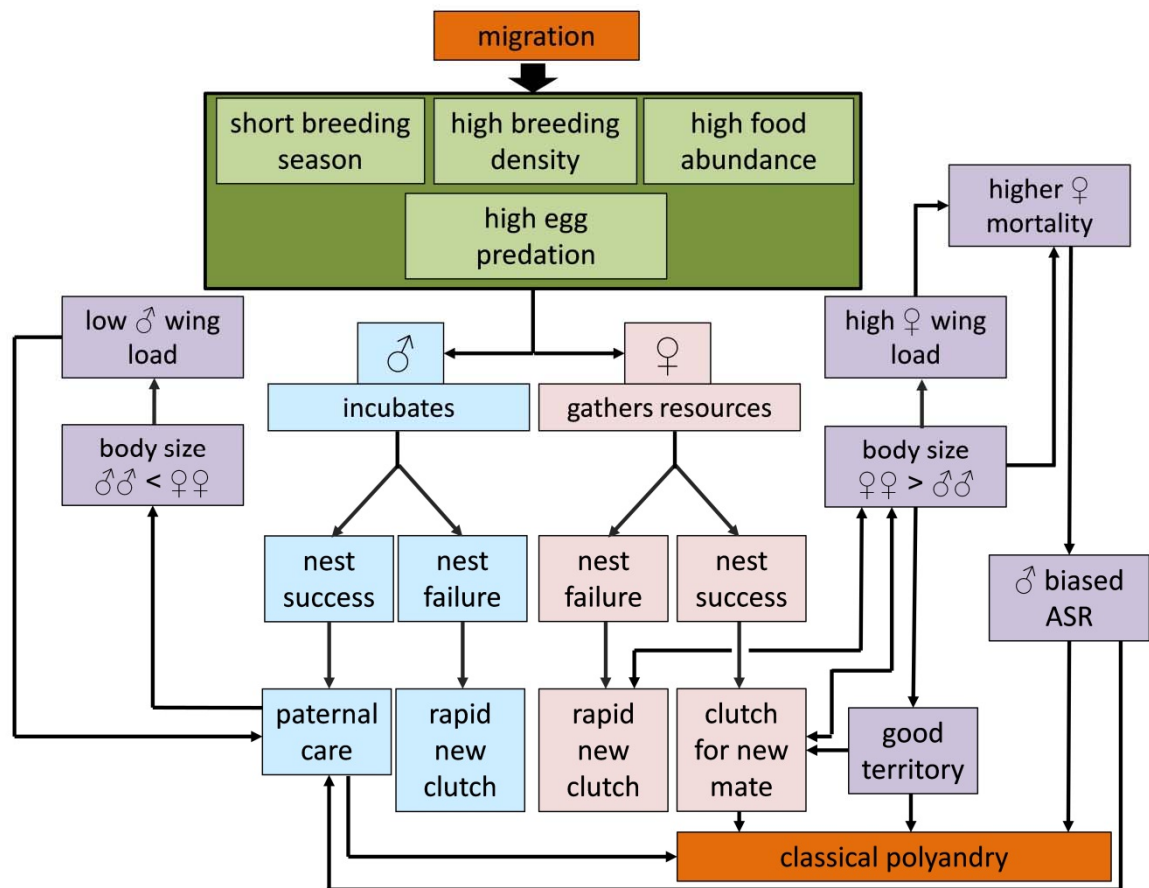 migration
short breeding
season
high breeding
density
high food
abundance
high egg
predation
higher ♀
mortality
low ♂ wing
load
♂
♀
high ♀ wing
load
incubates
gathers resources
body size
♂♂ < ♀♀
body size
♀♀ > ♂♂
nest
success
nest
failure
nest
failure
nest
success
♂ biased
ASR
paternal
care
rapid
new
clutch
rapid
new
clutch
clutch
for new
mate
good
territory
classical polyandry